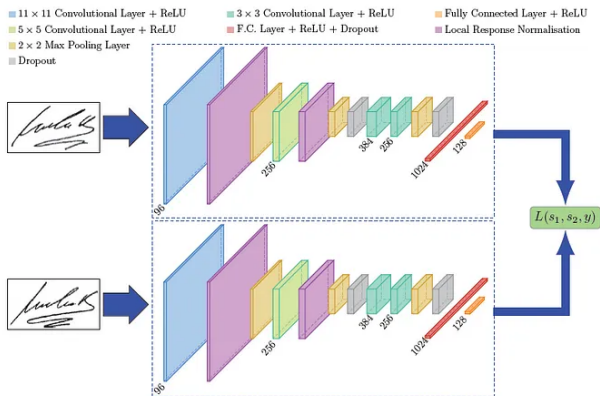 11 × 11 Convolutional Layer + ReLU
3 × 3 Convolutional Layer + ReLU
Fully Connected Layer + ReLU
5 × 5 Convolutional Layer + ReLU
F.C. Layer + ReLU + Dropout
Local Response Normalisation
2 × 2 Max Pooling Layer
Dropout
96
256
384
256
1024
128
L(s₁, s₂, y)
96
256
384
256
1024
128